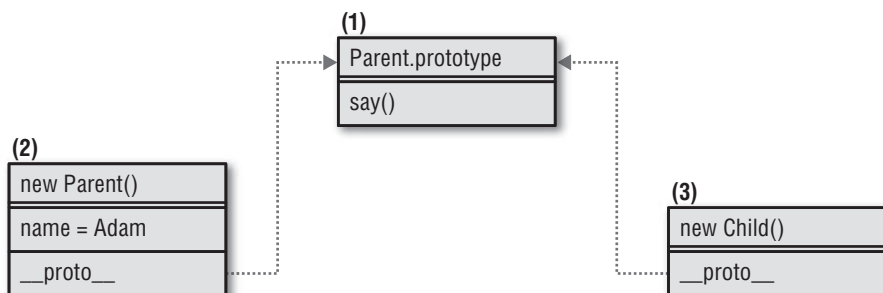 (1)
Parent.prototype
say()
(2)
new Parent()
name = Adam
__proto__
(3)
new Child()
__proto__